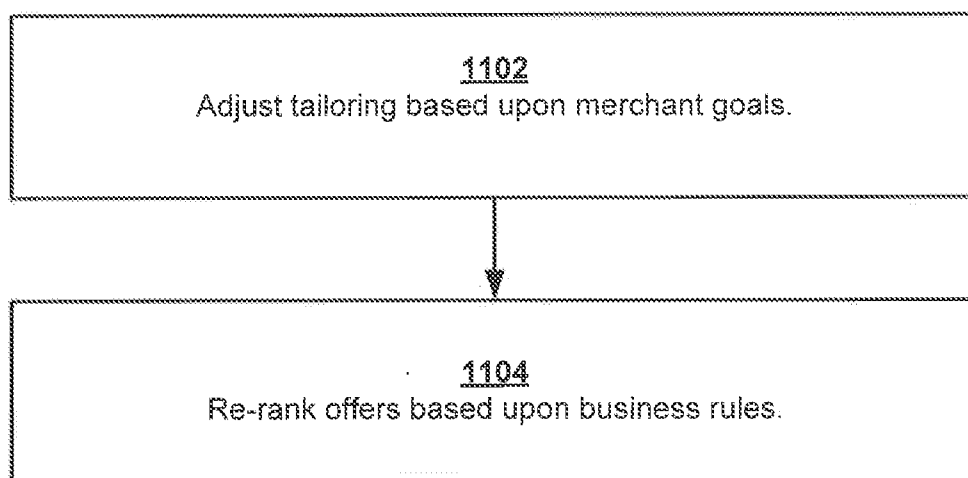 1102
Adjust tailoring based upon merchant goals.
1104
Re-rank offers based upon business rules.